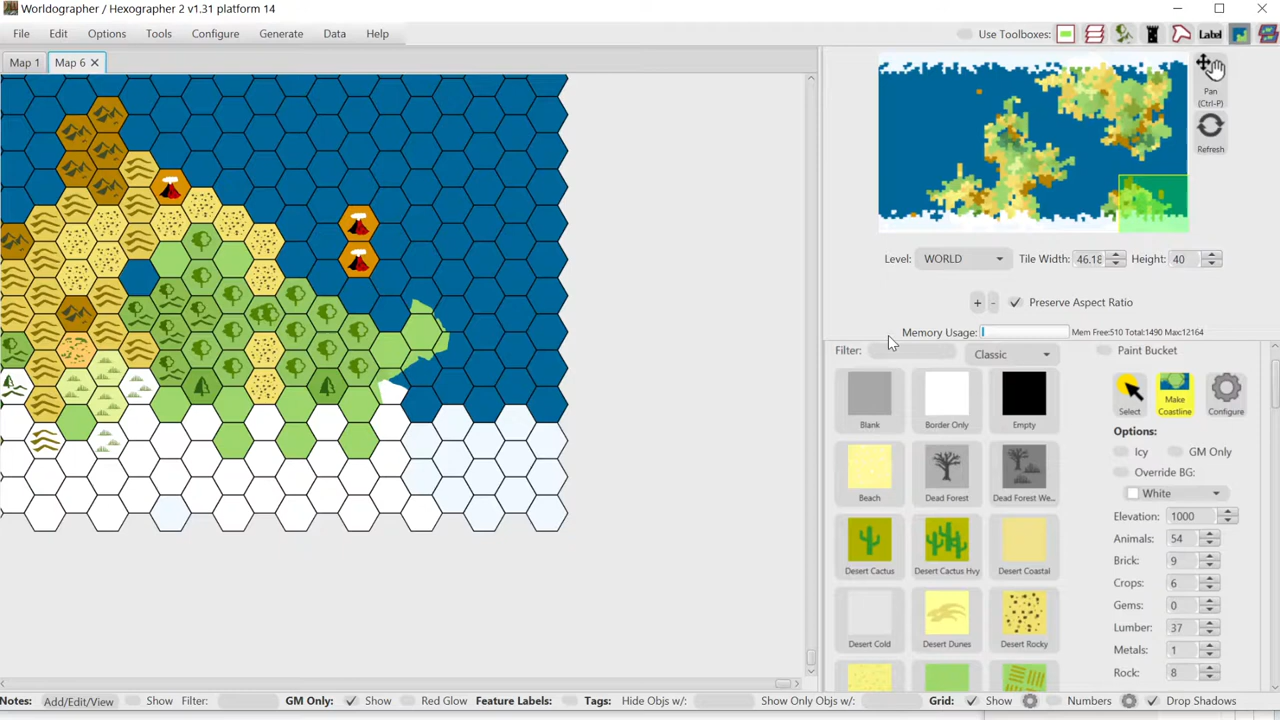 Worldographer / Hexographer 2 v1.31 platform 14
File Edit Options Tools Configure Generate Data Help
Use Toolboxes: Label
Map 1 Map 6
Pan
(Ctrl-P)
Refresh
Level: WORLD Tile Width: 46.18 Height: 40
+ - Preserve Aspect Ratio
Memory Usage: Mem Free:510 Total:1490 Max:12164
Filter: Classic Paint Bucket
Blank Border Only Empty
Select Make Coastline Configure
Options:
Icy GM Only
Override BG:
White
Beach Dead Forest Dead Forest We...
Elevation: 1000
Animals: 54
Brick: 9
Desert Cactus Desert Cactus Hvy Desert Coastal
Crops: 6
Gems: 0
Lumber: 37
Desert Cold Desert Dunes Desert Rocky
Metals: 1
Rock: 8
Notes: Add/Edit/View Show Filter: GM Only: Show Red Glow Feature Labels: Tags: Hide Objs w/: Show Only Objs w/: Grid: Show Numbers Drop Shadows